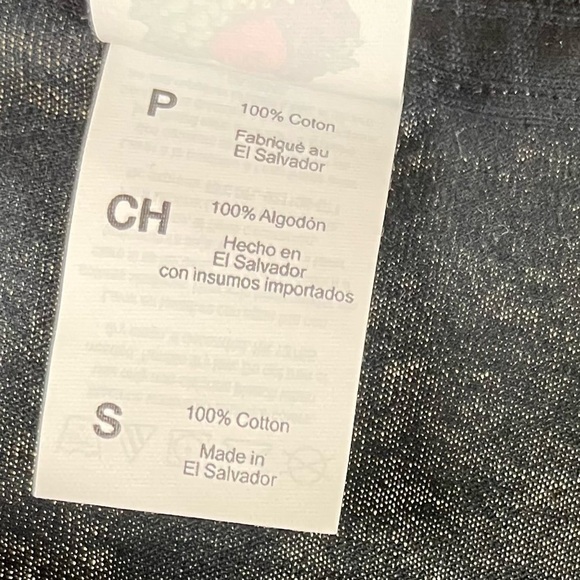 P
100% Coton
Fabriqué au
El Salvador
CH
100% Algodón
Hecho en
El Salvador
con insumos importados
S
100% Cotton
Made in
El Salvador